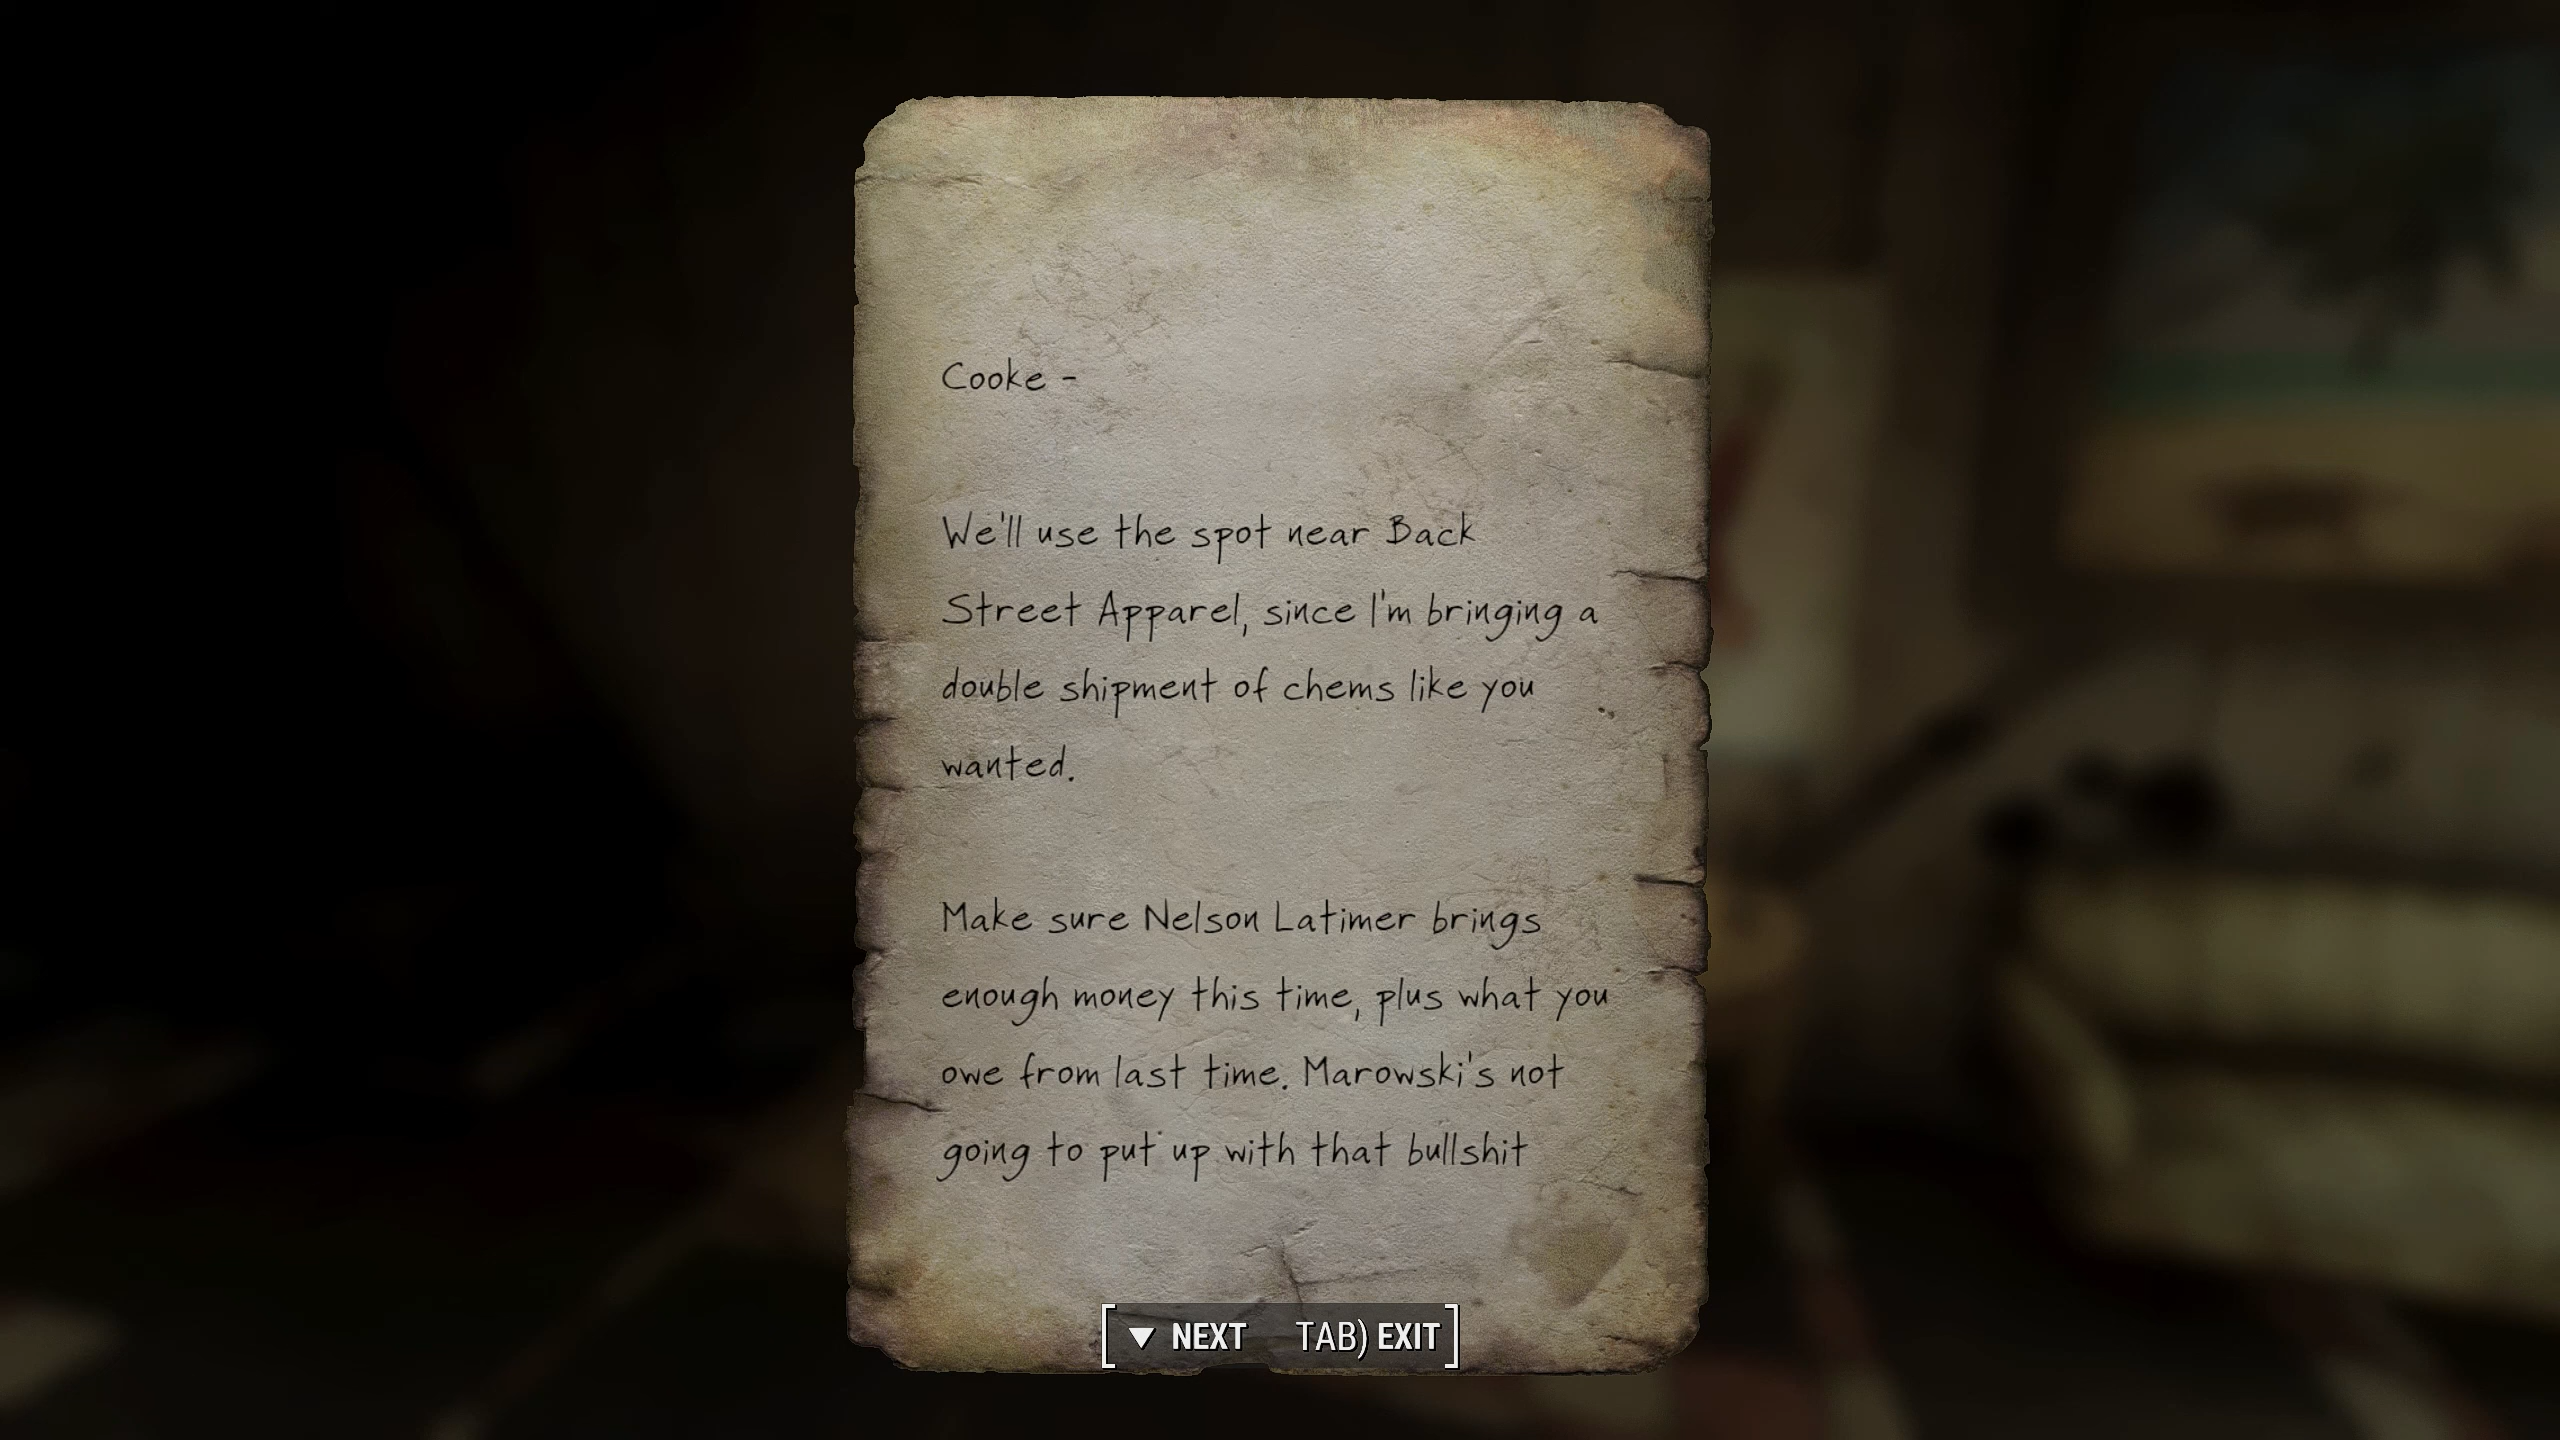 Cooke -
We'll use the spot near Back
Street Apparel, since I'm bringing a
double shipment of chems like you
wanted.
Make sure Nelson Latimer brings
enough money this time, plus what you
owe from last time. Marowski's not
going to put up with that bullshit
▼ NEXT TAB) EXIT